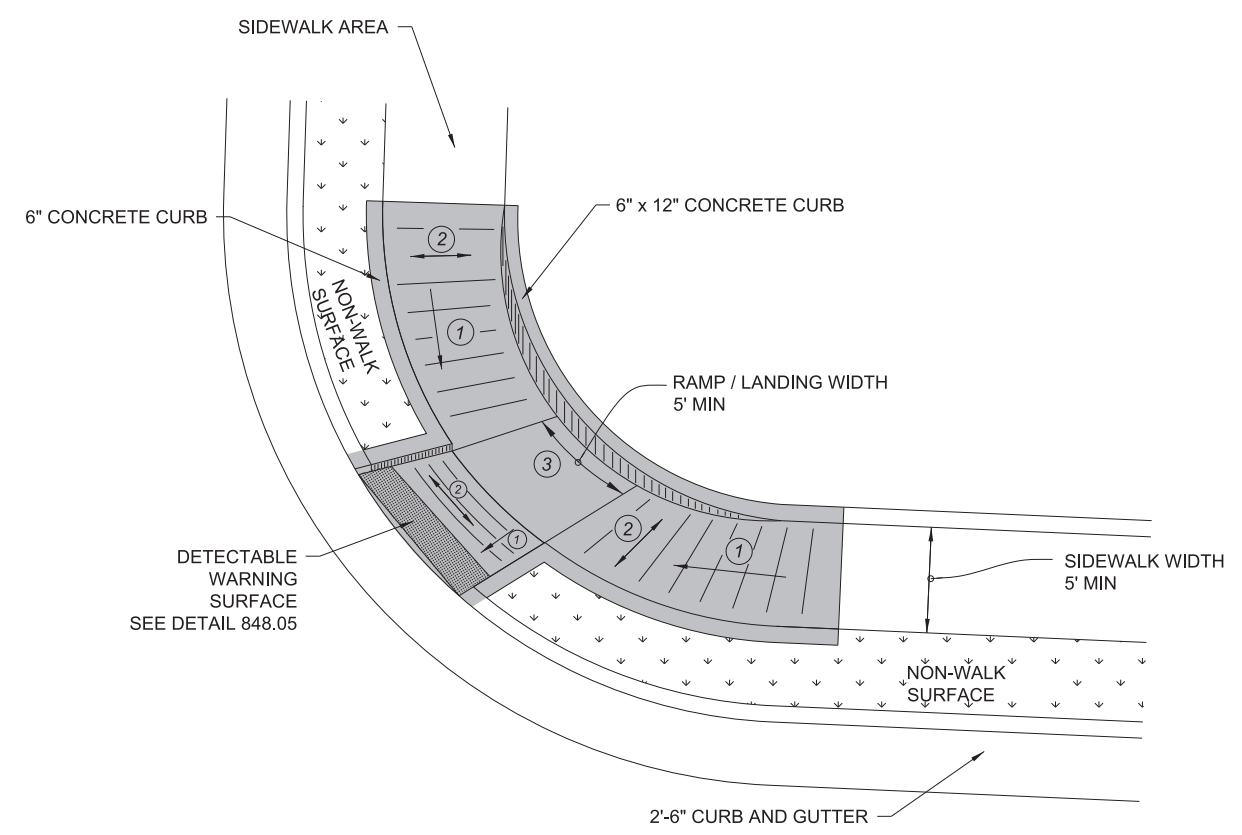 SIDEWALK AREA
6" CONCRETE CURB
6" x 12" CONCRETE CURB
2
NON-WALK
SURFACE
1
RAMP / LANDING WIDTH
5' MIN
3
2
1
2
1
DETECTABLE
WARNING
SURFACE
SEE DETAIL 848.05
SIDEWALK WIDTH
5' MIN
NON-WALK
SURFACE
2'-6" CURB AND GUTTER